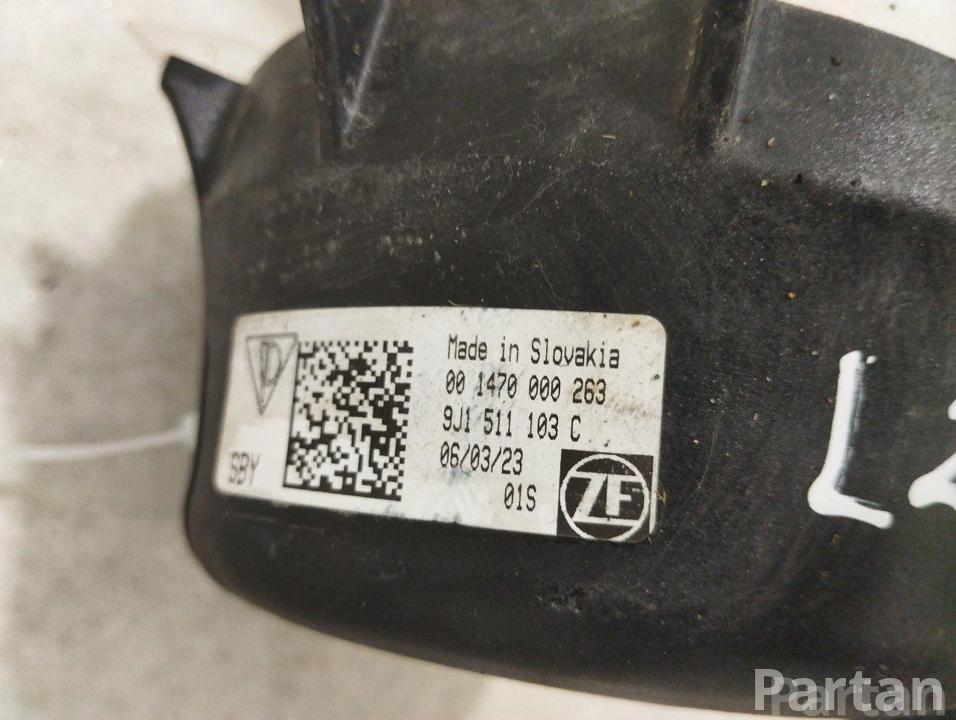 Made in Slovakia
00 1470 000 263
9J1 511 103 C
06/03/23
SBY
01S
ZF
Partan